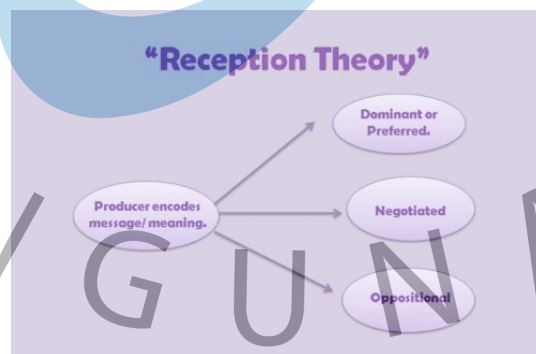 “Reception Theory”
Dominant or
Preferred.
Producer encodes
message/ meaning.
Negotiated
Oppositional
G U N